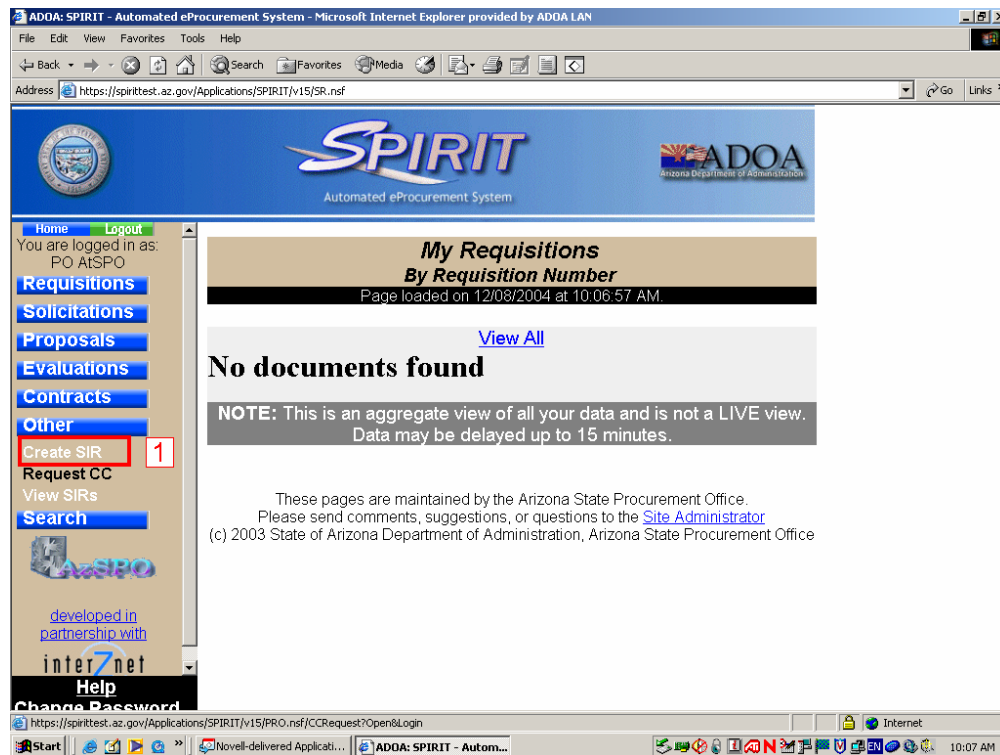 ADOA: SPIRIT - Automated eProcurement System - Microsoft Internet Explorer provided by ADOA LAN
File Edit View Favorites Tools Help
Back Search Favorites Media
Address https://spirittest.az.gov/Applications/SPIRIT/v15/SR.nsf Go Links
SPIRIT
Automated eProcurement System
ADOA
Arizona Department of Administration
Home Logout
You are logged in as:
PO AtSPO
Requisitions
Solicitations
Proposals
Evaluations
Contracts
Other
Create SIR 1
Request CC
View SIRs
Search
AZSPO
developed in
partnership with
inter7net
Help
Change Password
My Requisitions
By Requisition Number
Page loaded on 12/08/2004 at 10:06:57 AM.
View All
No documents found
NOTE: This is an aggregate view of all your data and is not a LIVE view.
Data may be delayed up to 15 minutes.
These pages are maintained by the Arizona State Procurement Office.
Please send comments, suggestions, or questions to the Site Administrator
(c) 2003 State of Arizona Department of Administration, Arizona State Procurement Office
https://spirittest.az.gov/Applications/SPIRIT/v15/PRO.nsf/CCRequest?Open&Login Internet
Start Novell-delivered Applicati... ADOA: SPIRIT - Autom... EN 10:07 AM